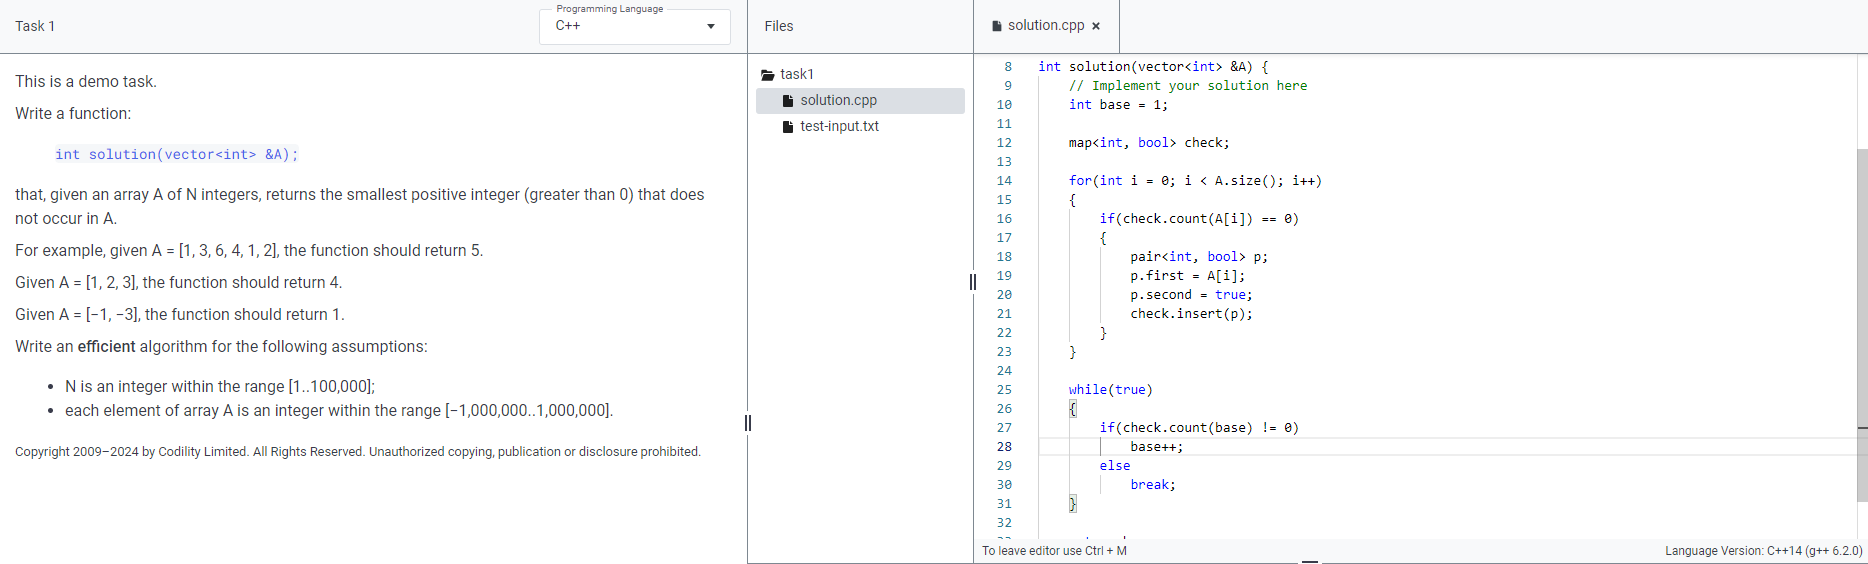 Task 1
Programming Language
C++
This is a demo task.
Write a function:
int solution(vector<int> &A);
that, given an array A of N integers, returns the smallest positive integer (greater than 0) that does
not occur in A.
For example, given A = [1, 3, 6, 4, 1, 2], the function should return 5.
Given A = [1, 2, 3], the function should return 4.
Given A = [−1, −3], the function should return 1.
Write an efficient algorithm for the following assumptions:
• N is an integer within the range [1..100,000];
• each element of array A is an integer within the range [−1,000,000..1,000,000].
Copyright 2009–2024 by Codility Limited. All Rights Reserved. Unauthorized copying, publication or disclosure prohibited.
Files
task1
solution.cpp
test-input.txt
solution.cpp ×
8 int solution(vector<int> &A) {
9 // Implement your solution here
10 int base = 1;
11
12 map<int, bool> check;
13
14 for(int i = 0; i < A.size(); i++)
15 {
16 if(check.count(A[i]) == 0)
17 {
18 pair<int, bool> p;
19 p.first = A[i];
20 p.second = true;
21 check.insert(p);
22 }
23 }
24
25 while(true)
26 {
27 if(check.count(base) != 0)
28 base++;
29 else
30 break;
31 }
32
To leave editor use Ctrl + M
Language Version: C++14 (g++ 6.2.0)